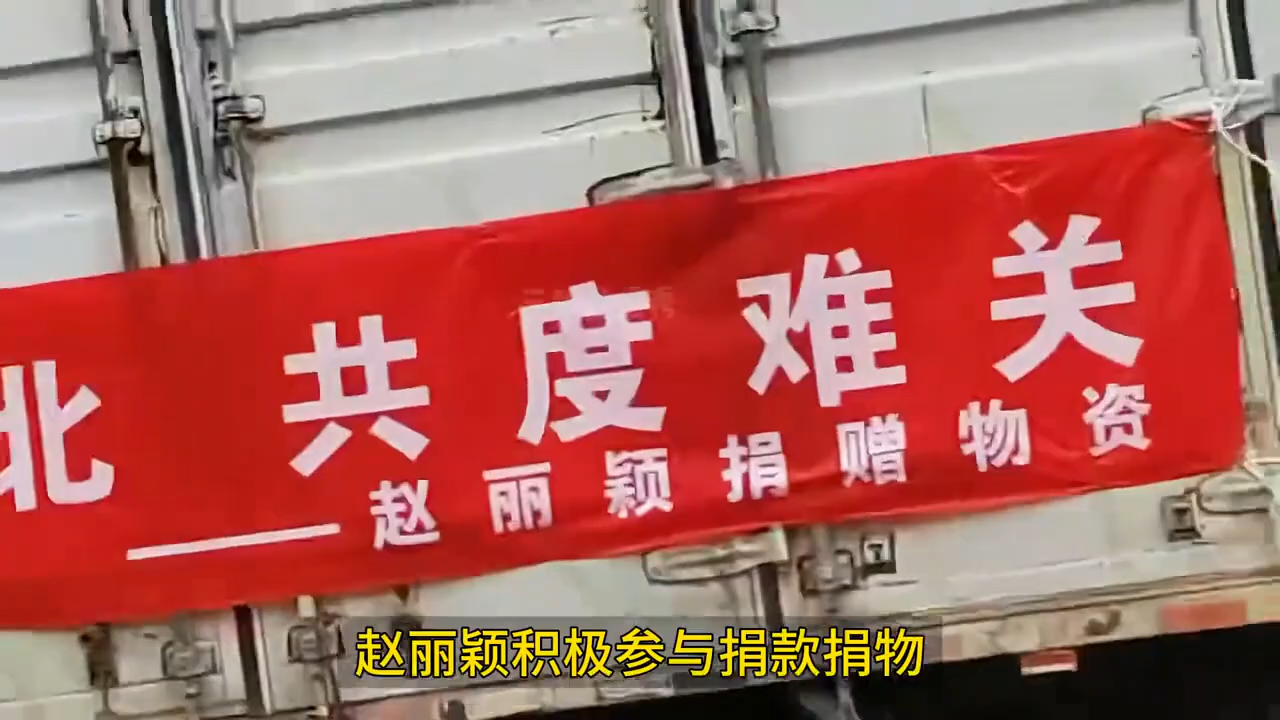 北 共度难关
——赵丽颖捐赠物资
赵丽颖积极参与捐款捐物